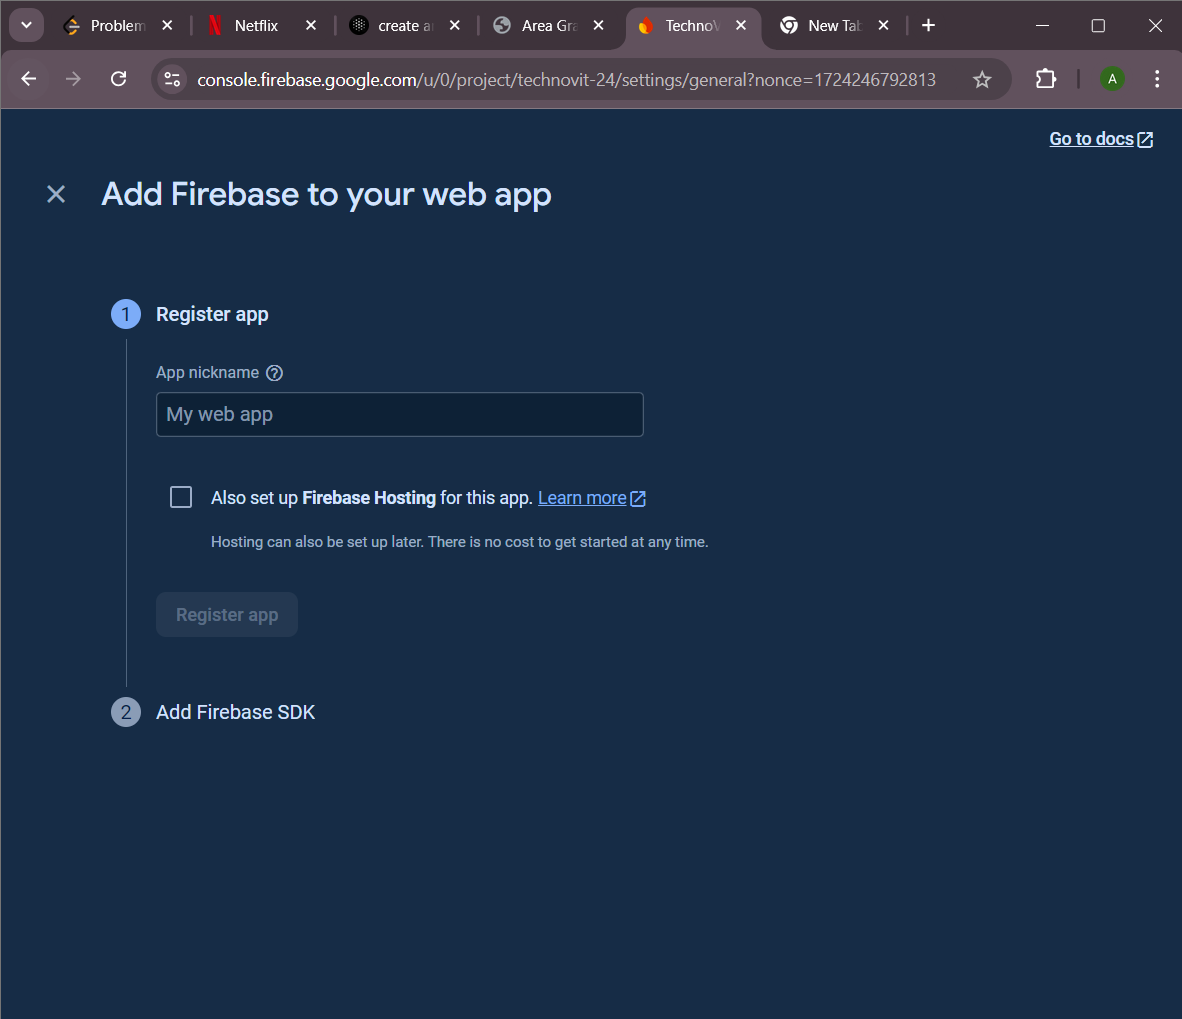 Problem
Netflix
create a
Area Gra
TechnoV
New Tab
console.firebase.google.com/u/0/project/technovit-24/settings/general?nonce=1724246792813
A
Go to docs
Add Firebase to your web app
1 Register app
App nickname
My web app
Also set up Firebase Hosting for this app. Learn more
Hosting can also be set up later. There is no cost to get started at any time.
Register app
2 Add Firebase SDK